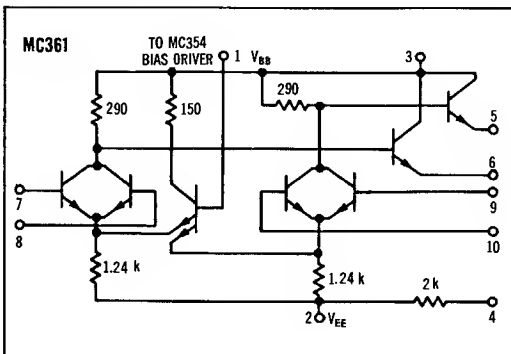 MC361
TO MC354
BIAS DRIVER
1 V_BB
3
290
150
290
5
6
7
8
9
10
1.24 k
1.24 k
2 k
2 V_EE
4